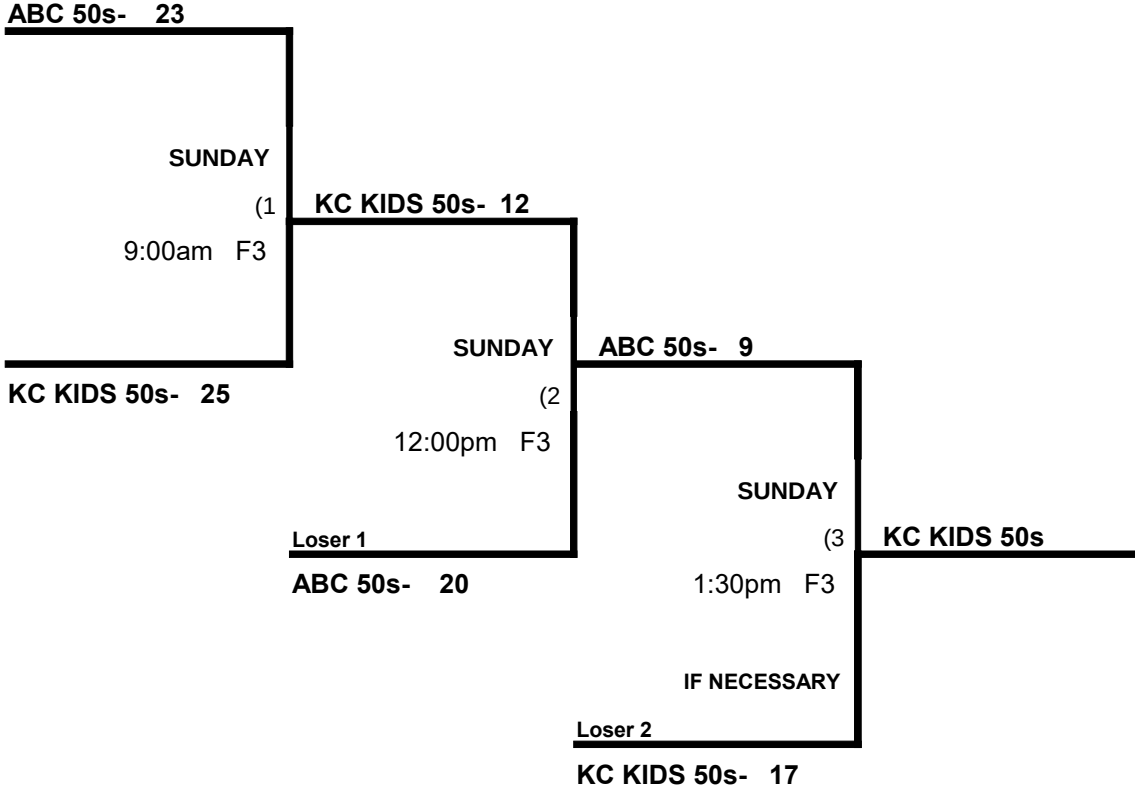 ABC 50s- 23
SUNDAY
(1 KC KIDS 50s- 12
9:00am F3
SUNDAY ABC 50s- 9
KC KIDS 50s- 25
(2
12:00pm F3
SUNDAY
Loser 1
(3 KC KIDS 50s
ABC 50s- 20
1:30pm F3
IF NECESSARY
Loser 2
KC KIDS 50s- 17